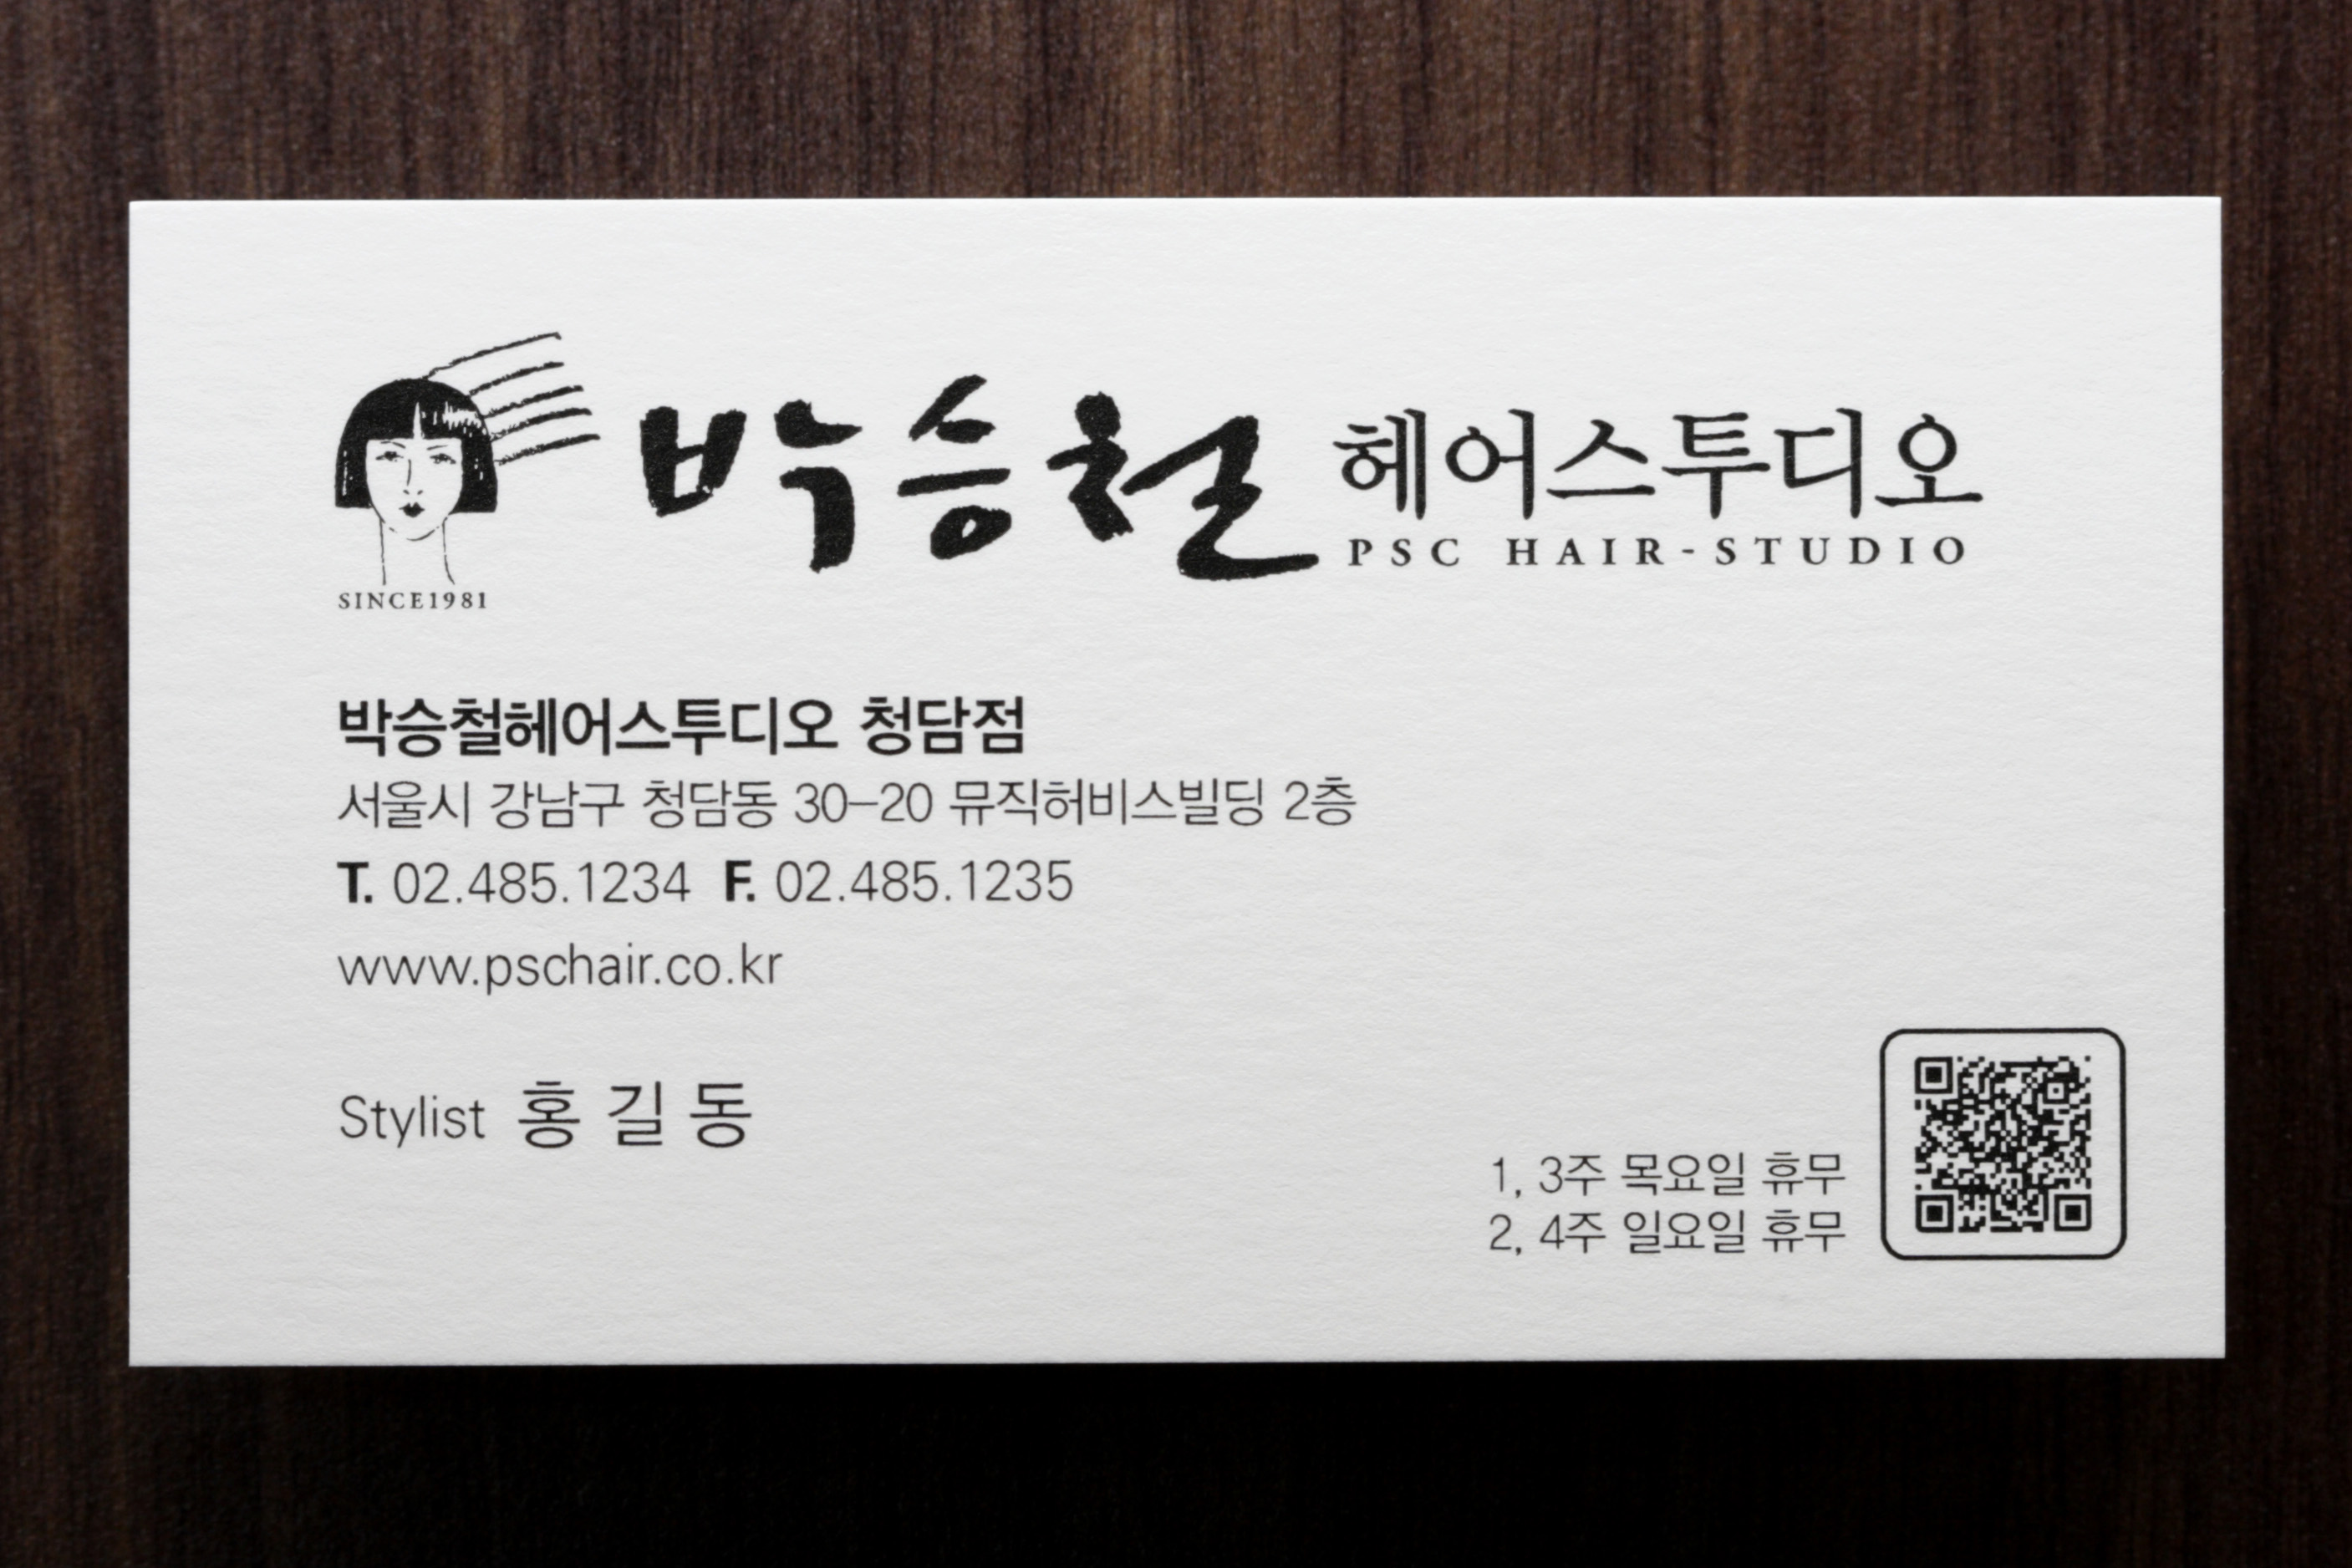 박승철 헤어스투디오
PSC HAIR-STUDIO
SINCE1981
박승철헤어스투디오 청담점
서울시 강남구 청담동 30-20 뮤직허비스빌딩 2층
T. 02.485.1234 F. 02.485.1235
www.pschair.co.kr
Stylist 홍 길 동
1, 3주 목요일 휴무
2, 4주 일요일 휴무